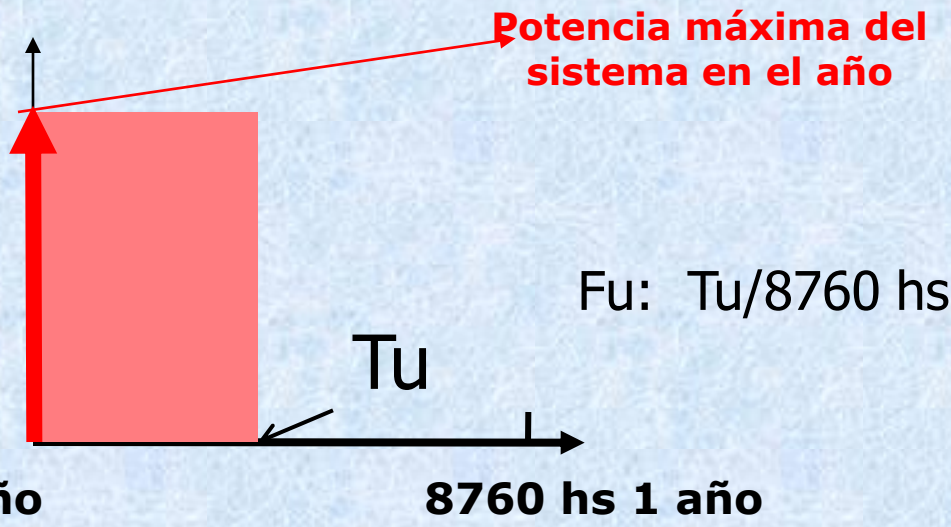 Potencia máxima del
sistema en el año
Fu: Tu/8760 hs
Tu
8760 hs 1 año